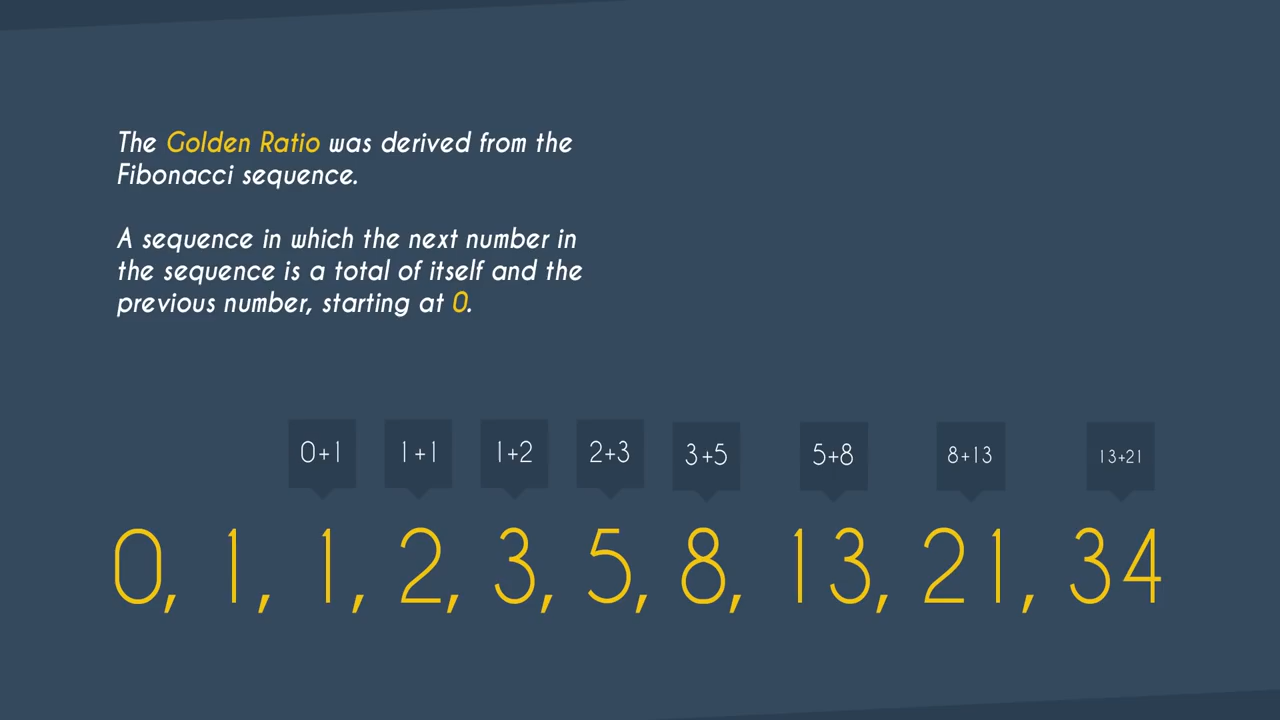 The Golden Ratio was derived from the
Fibonacci sequence.
A sequence in which the next number in
the sequence is a total of itself and the
previous number, starting at 0.
0+1 1+1 1+2 2+3 3+5 5+8 8+13 13+21
0, 1, 1, 2, 3, 5, 8, 13, 21, 34